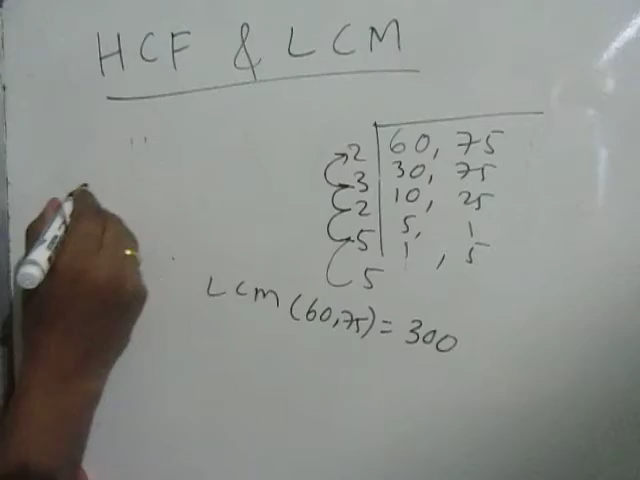 HCF & LCM
2 60, 75
3 30, 75
2 10, 25
5 5, 1
5 1, 5
LCM (60,75) = 300